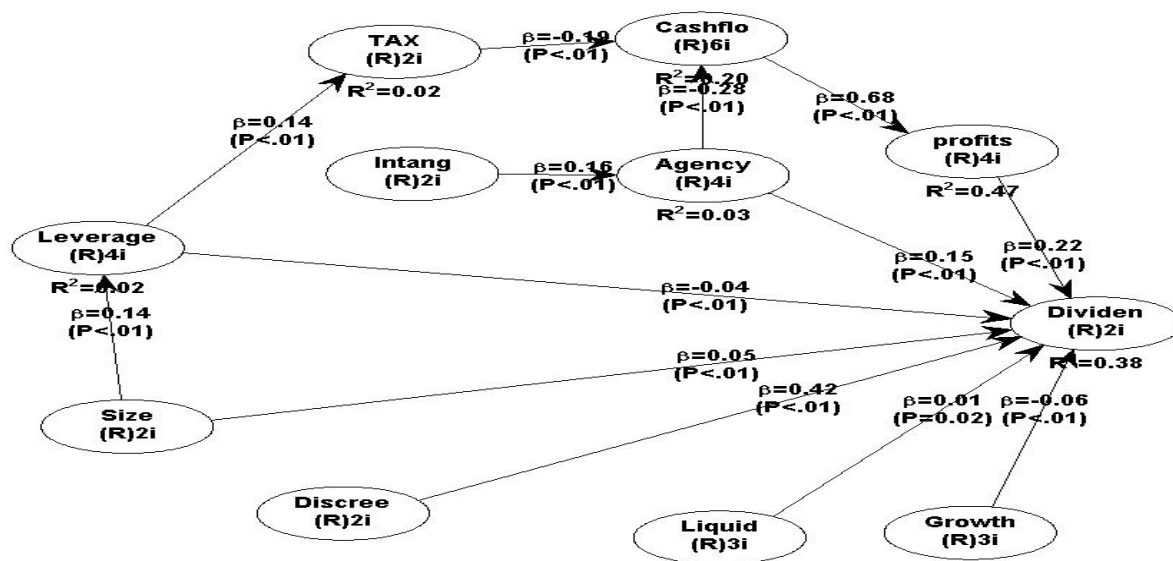 TAX
(R)2i
R²=0.02
β=-0.19
(P<.01)
Cashflo
(R)6i
R²=0.20
β=-0.28
(P<.01)
β=0.68
(P<.01)
β=0.14
(P<.01)
Intang
(R)2i
β=0.16
(P<.01)
Agency
(R)4i
R²=0.03
profits
(R)4i
R²=0.47
Leverage
(R)4i
R²=0.02
β=0.14
(P<.01)
β=-0.04
(P<.01)
β=0.15
(P<.01)
β=0.22
(P<.01)
Dividen
(R)2i
R²=0.38
Size
(R)2i
β=0.05
(P<.01)
β=0.42
(P<.01)
β=0.01
(P=0.02)
β=-0.06
(P<.01)
Discree
(R)2i
Liquid
(R)3i
Growth
(R)3i